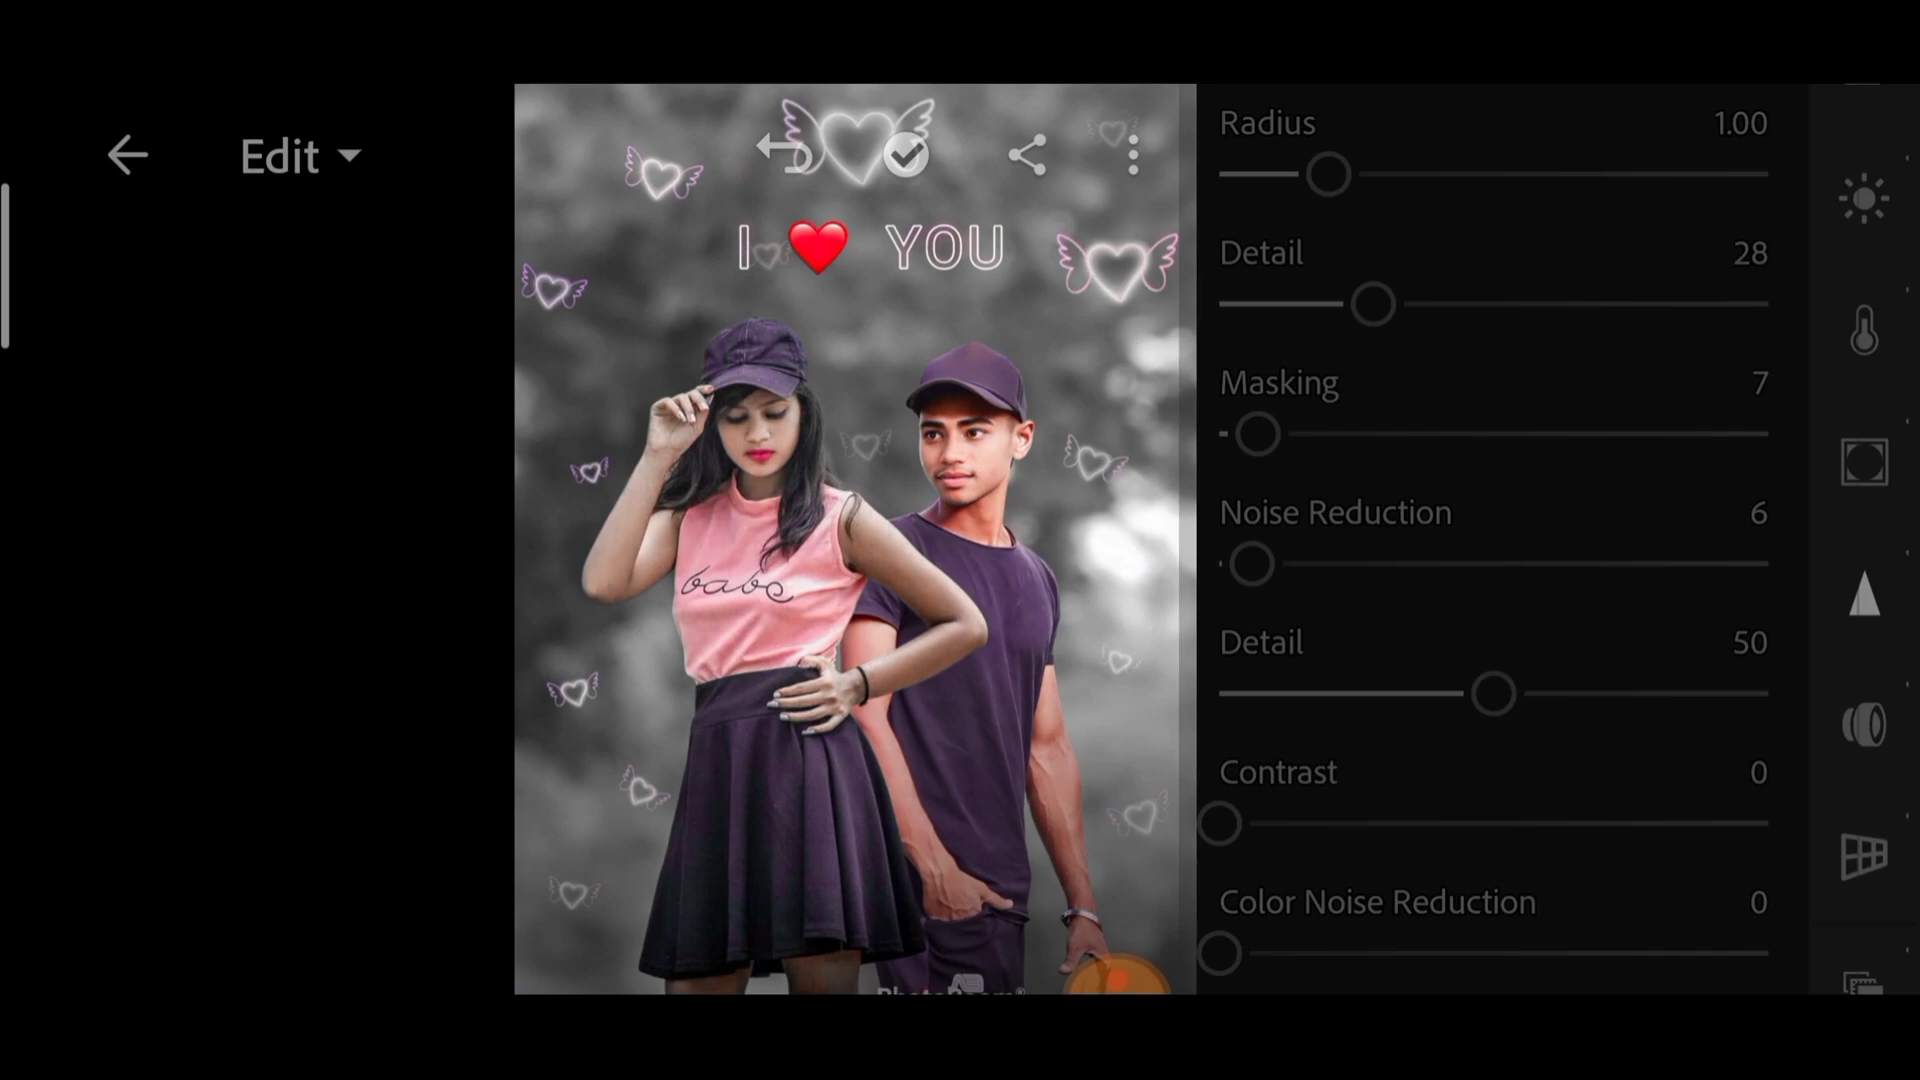 Edit
I ❤️ YOU
babe
PhotoRoom®
Radius 1.00
Detail 28
Masking 7
Noise Reduction 6
Detail 50
Contrast 0
Color Noise Reduction 0